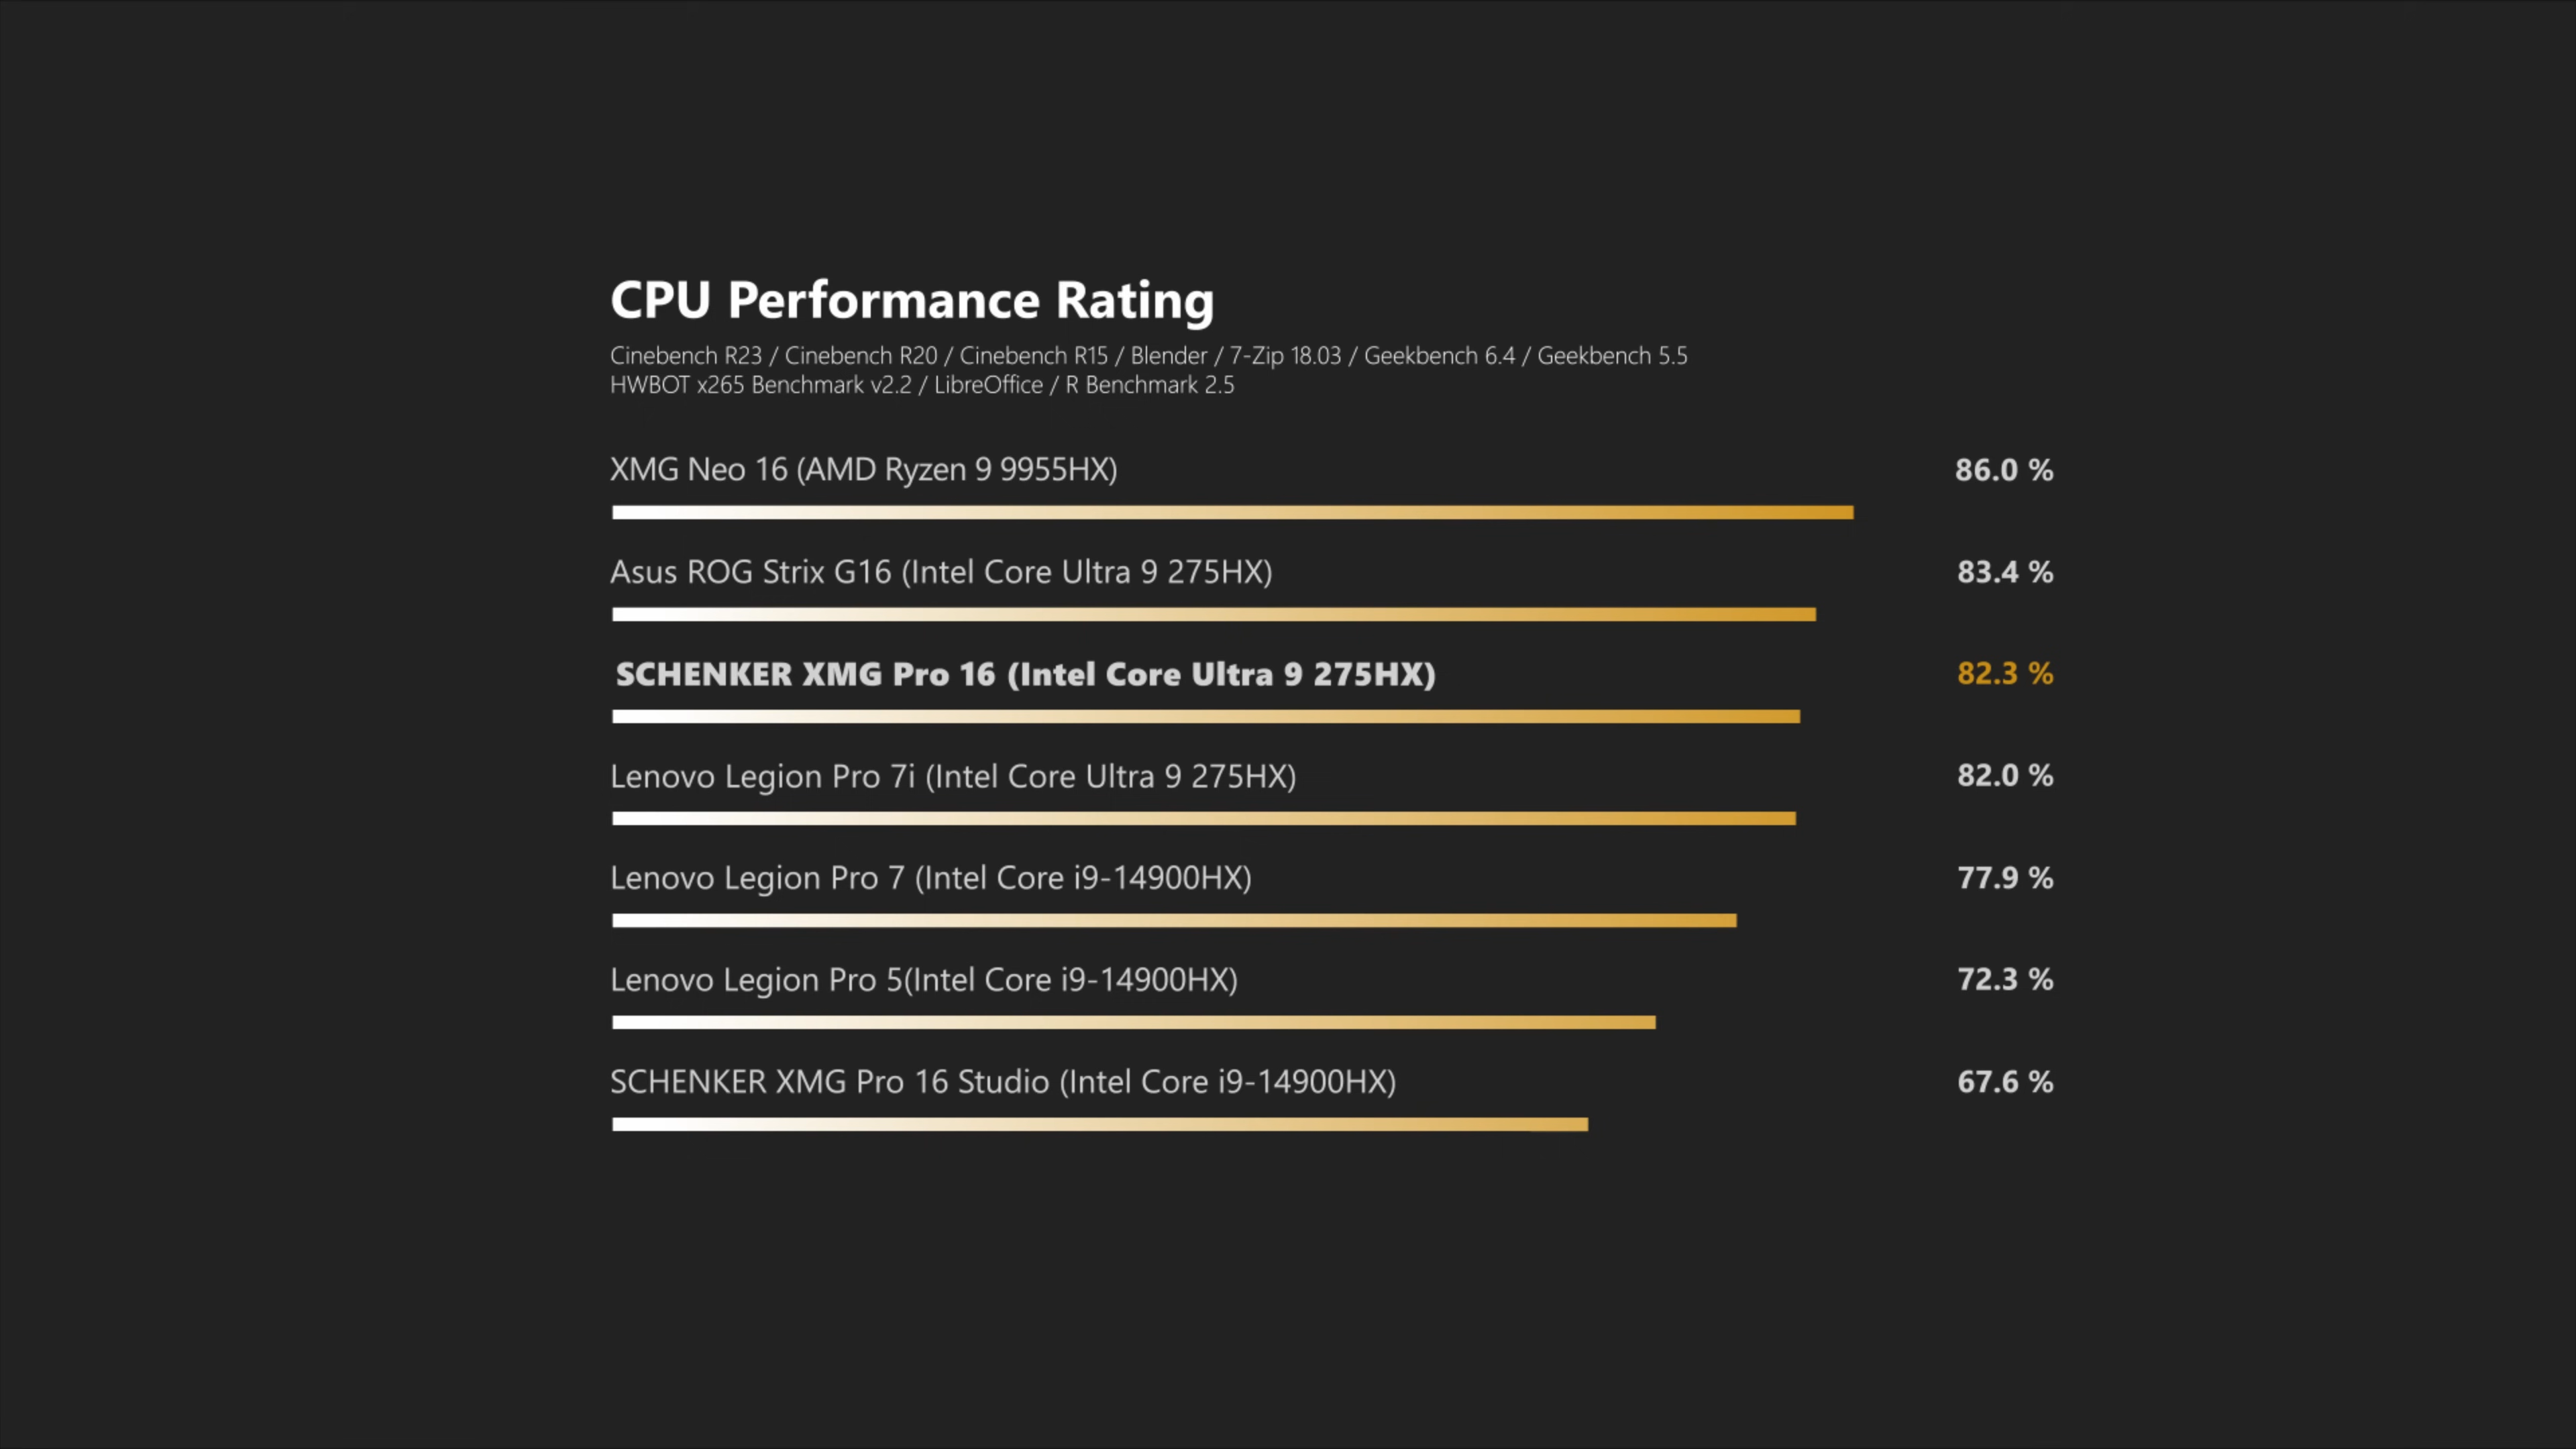 CPU Performance Rating
Cinebench R23 / Cinebench R20 / Cinebench R15 / Blender / 7-Zip 18.03 / Geekbench 6.4 / Geekbench 5.5
HWBOT x265 Benchmark v2.2 / LibreOffice / R Benchmark 2.5
XMG Neo 16 (AMD Ryzen 9 9955HX) 86.0 %
Asus ROG Strix G16 (Intel Core Ultra 9 275HX) 83.4 %
SCHENKER XMG Pro 16 (Intel Core Ultra 9 275HX) 82.3 %
Lenovo Legion Pro 7i (Intel Core Ultra 9 275HX) 82.0 %
Lenovo Legion Pro 7 (Intel Core i9-14900HX) 77.9 %
Lenovo Legion Pro 5(Intel Core i9-14900HX) 72.3 %
SCHENKER XMG Pro 16 Studio (Intel Core i9-14900HX) 67.6 %